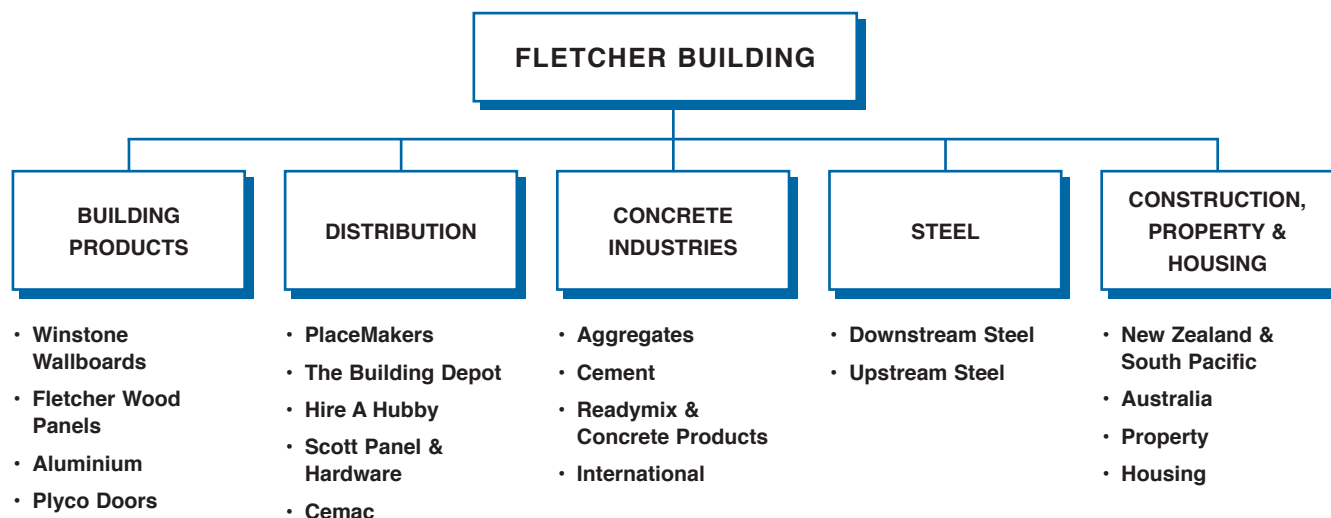 FLETCHER BUILDING
BUILDING
PRODUCTS
DISTRIBUTION
CONCRETE
INDUSTRIES
STEEL
CONSTRUCTION,
PROPERTY &
HOUSING
• Winstone
Wallboards
• Fletcher Wood
Panels
• Aluminium
• Plyco Doors
• PlaceMakers
• The Building Depot
• Hire A Hubby
• Scott Panel &
Hardware
• Cemac
• Aggregates
• Cement
• Readymix &
Concrete Products
• International
• Downstream Steel
• Upstream Steel
• New Zealand &
South Pacific
• Australia
• Property
• Housing